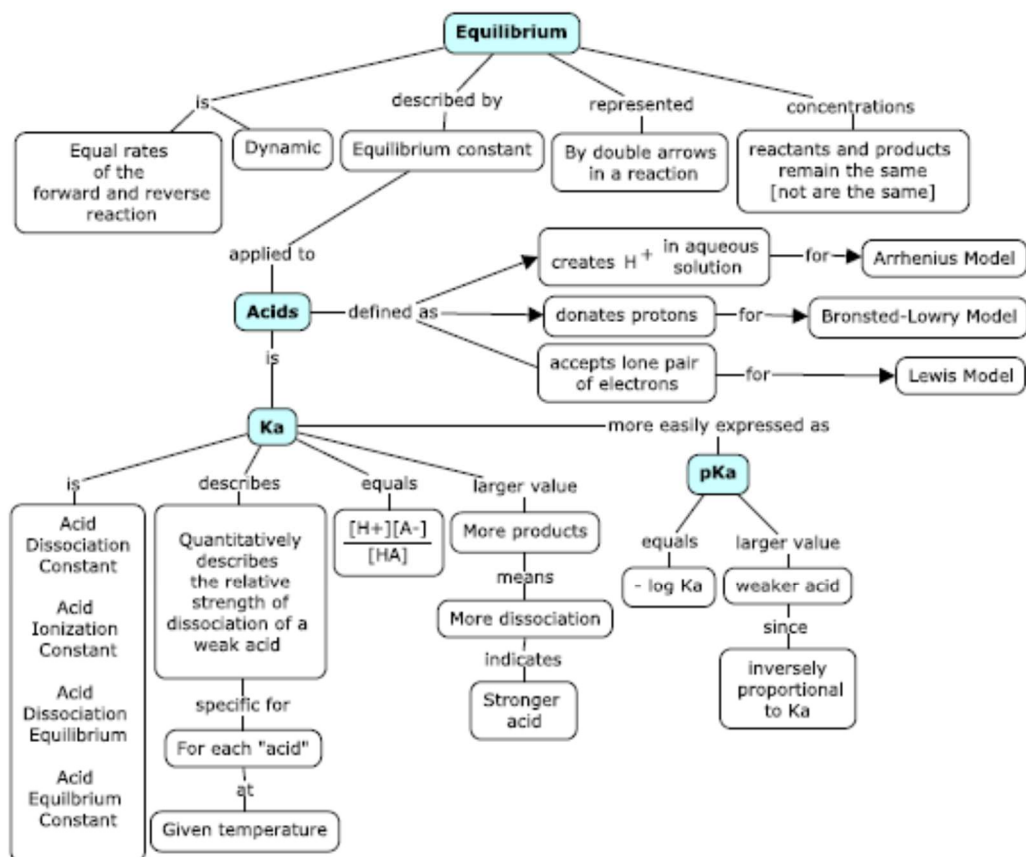 Equilibrium
is
described by
represented
concentrations
Equal rates
of the
forward and reverse
reaction
Dynamic
Equilibrium constant
By double arrows
in a reaction
reactants and products
remain the same
[not are the same]
applied to
creates H+ in aqueous
solution
for
Arrhenius Model
Acids
defined as
donates protons
for
Bronsted-Lowry Model
is
accepts lone pair
of electrons
for
Lewis Model
Ka
more easily expressed as
pKa
is
describes
equals
larger value
Acid
Dissociation
Constant
Acid
Ionization
Constant
Acid
Dissociation
Equilibrium
Acid
Equilbrium
Constant
Quantitatively
describes
the relative
strength of
dissociation of a
weak acid
specific for
For each "acid"
at
Given temperature
[H+][A-]
[HA]
More products
means
More dissociation
indicates
Stronger
acid
equals
larger value
- log Ka
weaker acid
since
inversely
proportional
to Ka